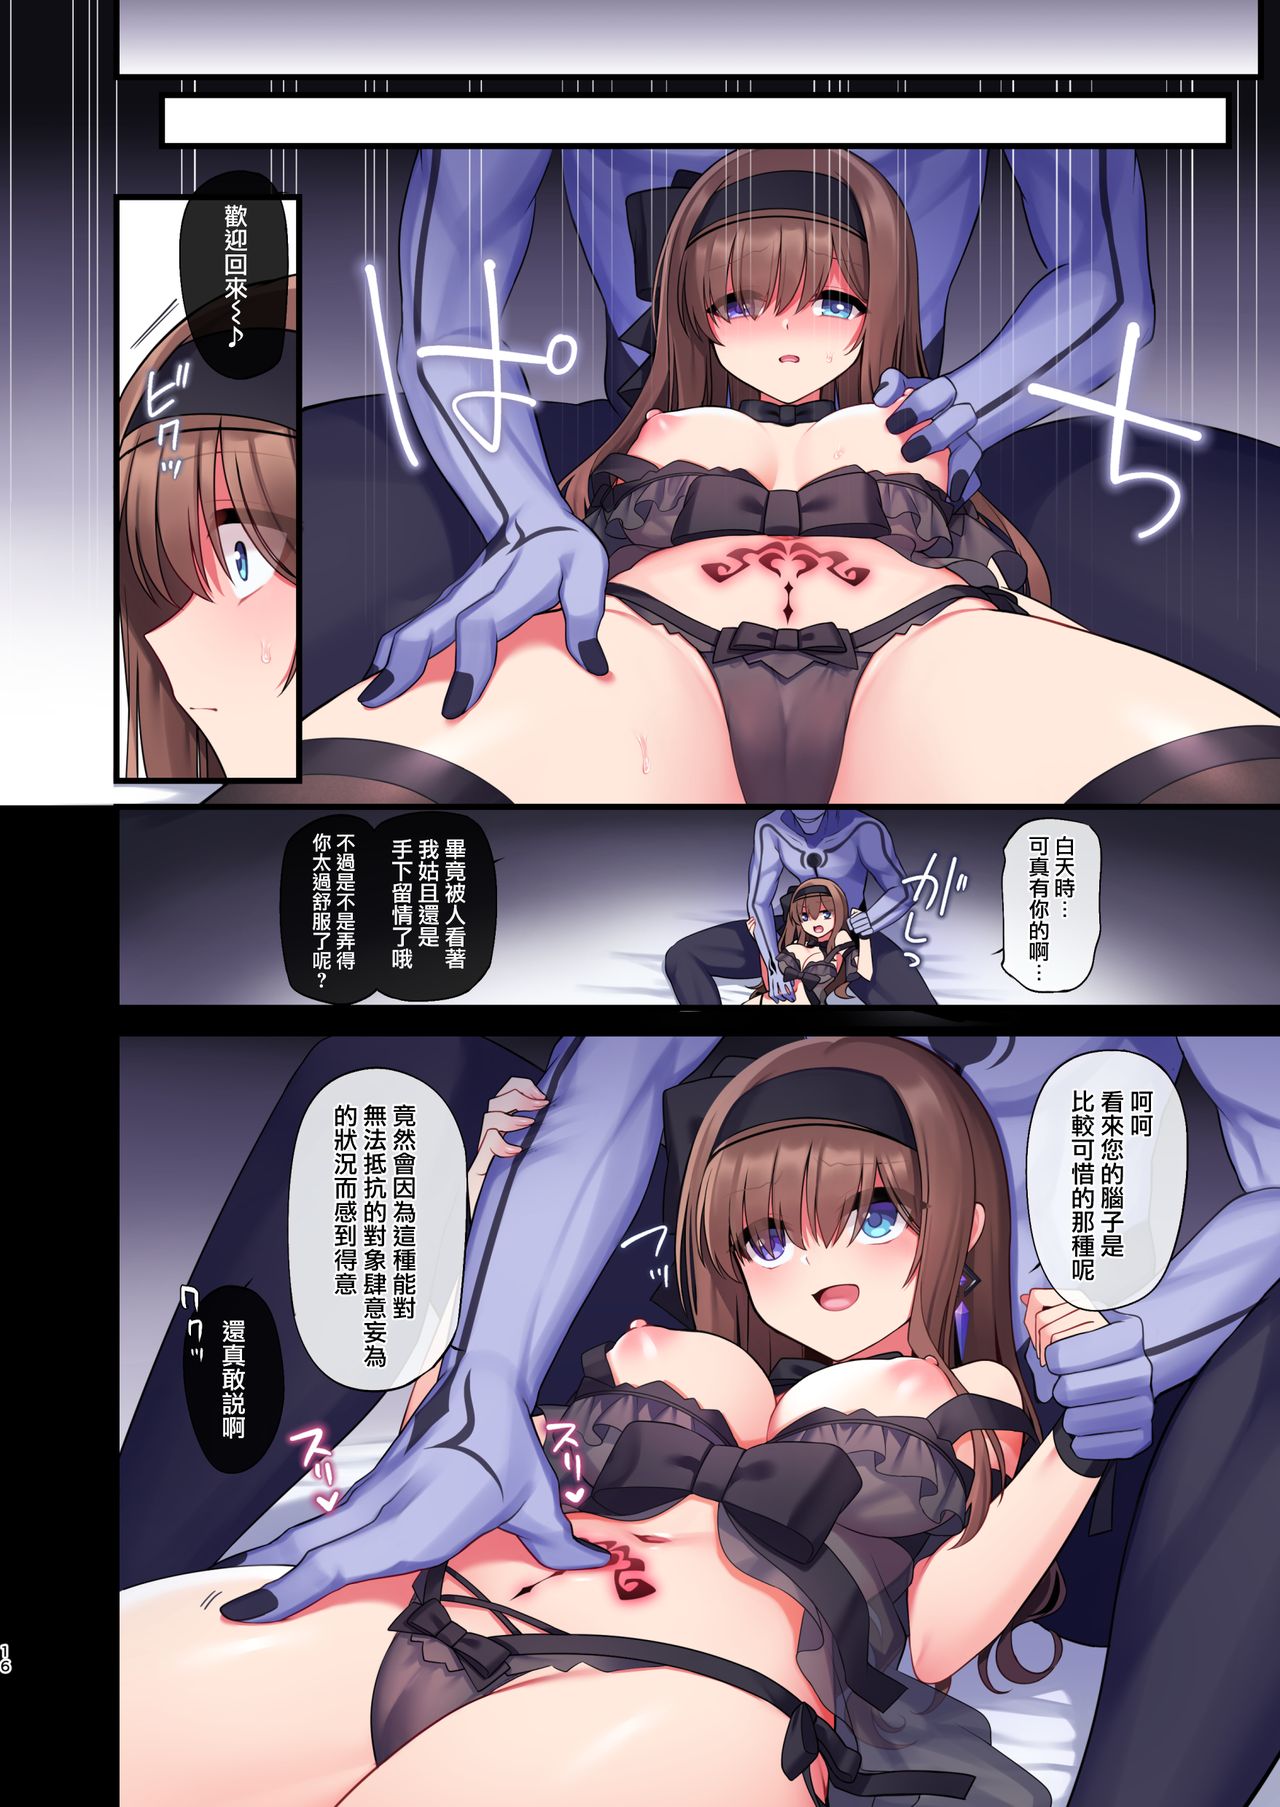 ぱ
ち
歡迎回來～♪
ビクッ
白天時…
可真有你的啊…
がしっ
畢竟被人看著
我姑且還是
手下留情了哦
不過是不是弄得
你太過舒服了呢？
呵呵
看來您的腦子是
比較可惜的那種呢
フーッ
竟然會因為這種能對
無法抵抗的對象肆意妄為
的狀況而感到得意
還真敢説啊
スリ♥
スリ♥
16